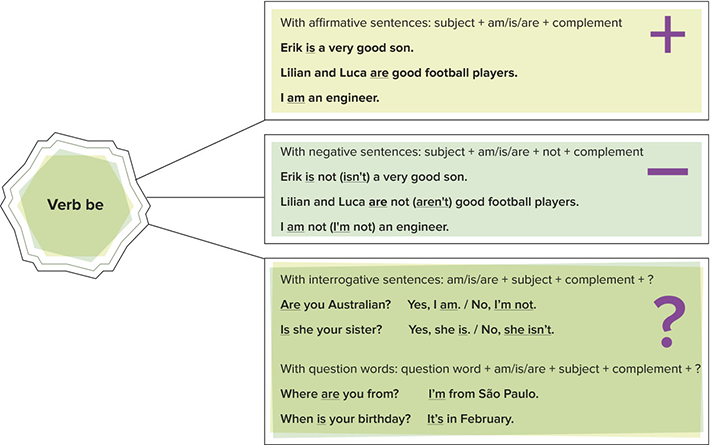 With affirmative sentences: subject + am/is/are + complement
Erik is a very good son.
Lilian and Luca are good football players.
I am an engineer.
+
Verb be
With negative sentences: subject + am/is/are + not + complement
Erik is not (isn't) a very good son.
Lilian and Luca are not (aren't) good football players.
I am not (I'm not) an engineer.
—
With interrogative sentences: am/is/are + subject + complement + ?
Are you Australian? Yes, I am. / No, I'm not.
Is she your sister? Yes, she is. / No, she isn't.
?
With question words: question word + am/is/are + subject + complement + ?
Where are you from? I'm from São Paulo.
When is your birthday? It's in February.